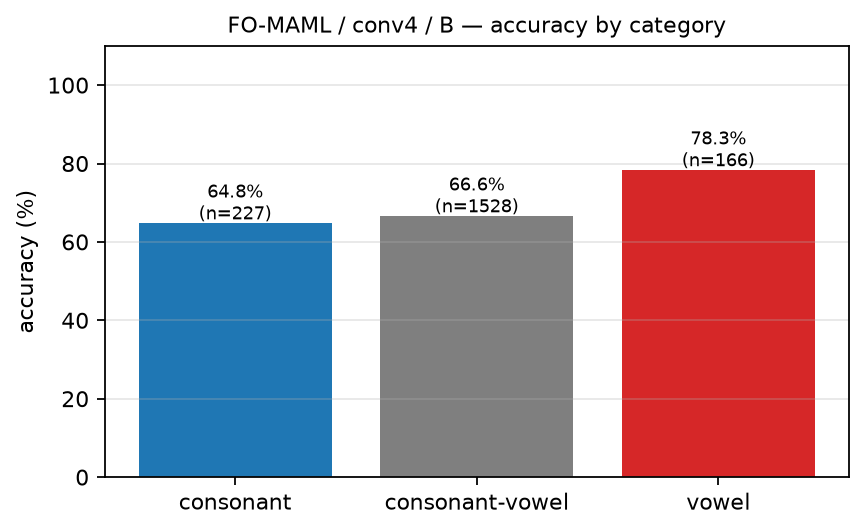 FO-MAML / conv4 / B — accuracy by category
accuracy (%)
100
80
60
40
20
0
64.8%
(n=227)
66.6%
(n=1528)
78.3%
(n=166)
consonant
consonant-vowel
vowel